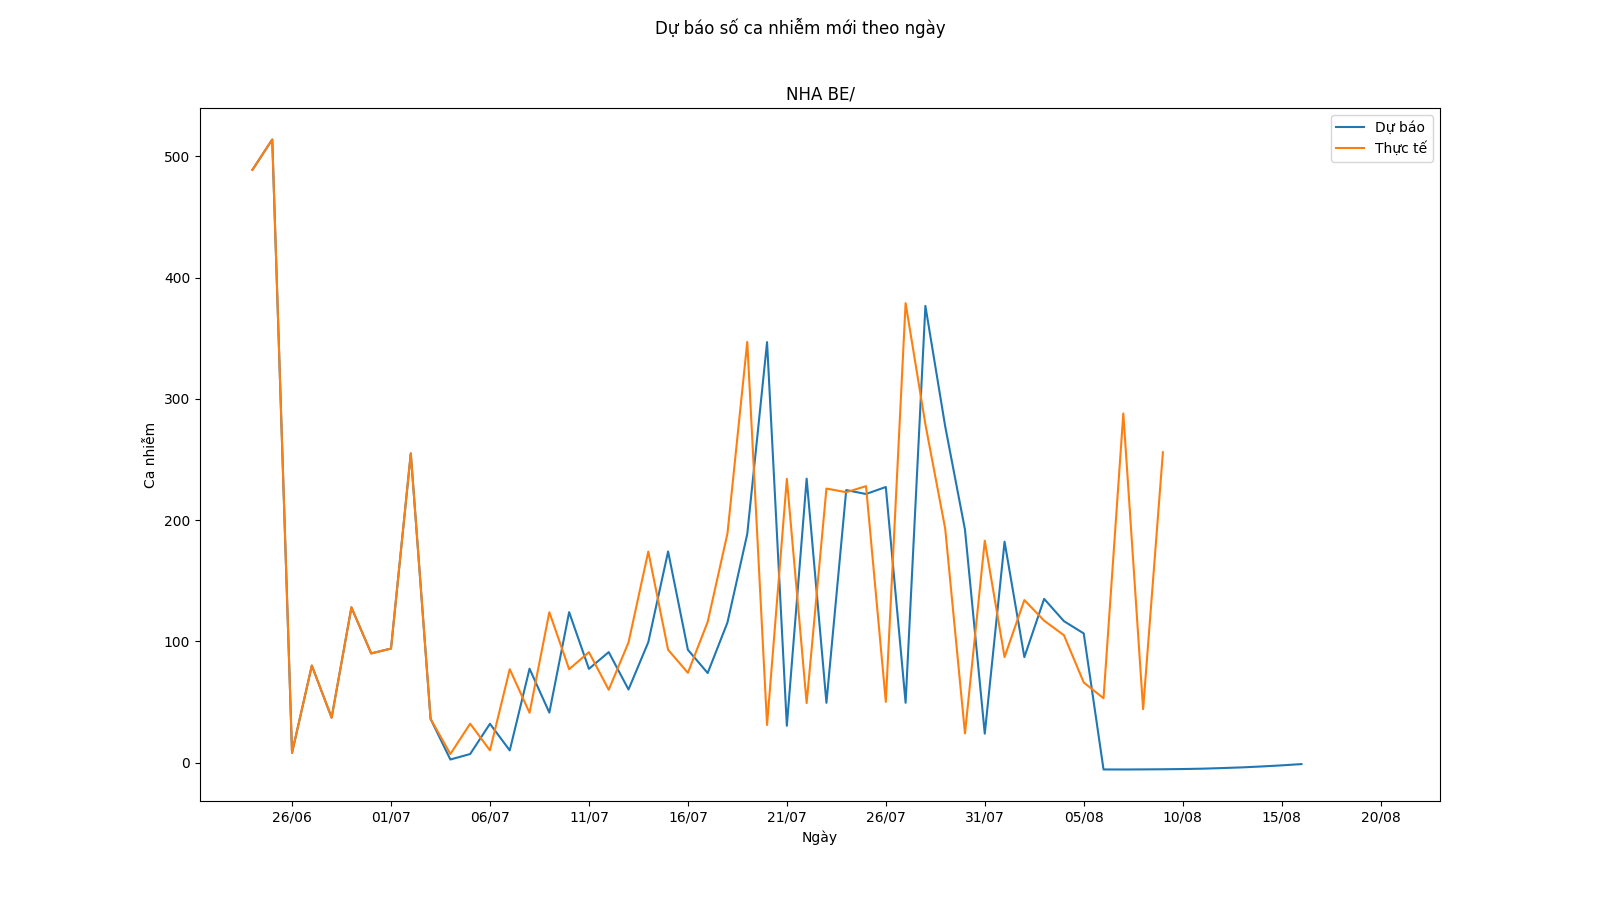 Dự báo số ca nhiễm mới theo ngày
NHA BE/
Dự báo
Thực tế
500
400
300
200
100
0
Ca nhiễm
26/06 01/07 06/07 11/07 16/07 21/07 26/07 31/07 05/08 10/08 15/08 20/08
Ngày